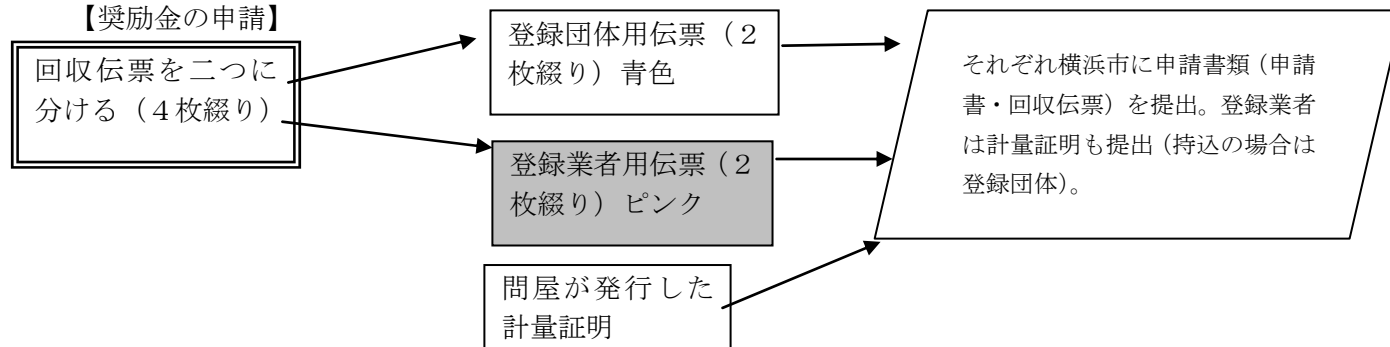 【奨励金の申請】
回収伝票を二つに
分ける（４枚綴り）
登録団体用伝票（２
枚綴り）青色
登録業者用伝票（２
枚綴り）ピンク
問屋が発行した
計量証明
それぞれ横浜市に申請書類（申請
書・回収伝票）を提出。登録業者
は計量証明も提出（持込の場合は
登録団体）。